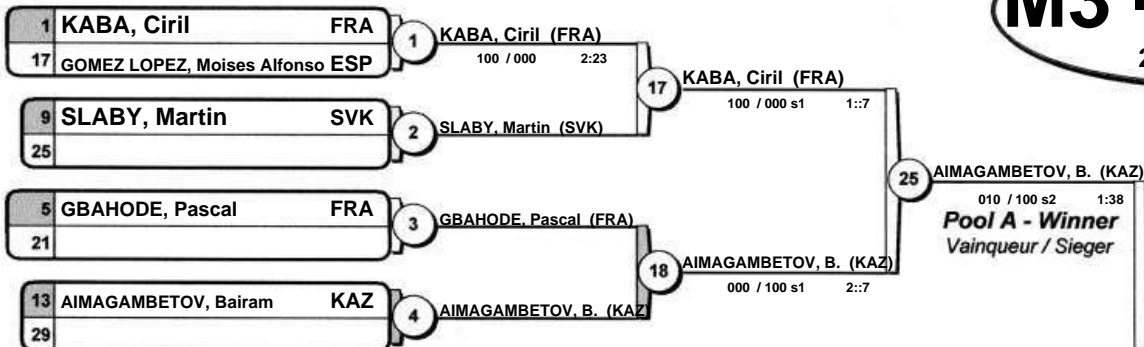 1 KABA, Ciril FRA
17 GOMEZ LOPEZ, Moises Alfonso ESP
1
KABA, Ciril (FRA)
100 / 000 2:23
9 SLABY, Martin SVK
25
2
SLABY, Martin (SVK)
17
KABA, Ciril (FRA)
100 / 000 s1 1::7
5 GBAHODE, Pascal FRA
21
3
GBAHODE, Pascal (FRA)
13 AIMAGAMBETOV, Bairam KAZ
29
4
AIMAGAMBETOV, B. (KAZ)
18
AIMAGAMBETOV, B. (KAZ)
000 / 100 s1 2::7
25
AIMAGAMBETOV, B. (KAZ)
010 / 100 s2 1:38
Pool A - Winner
Vainqueur / Sieger
M3
2